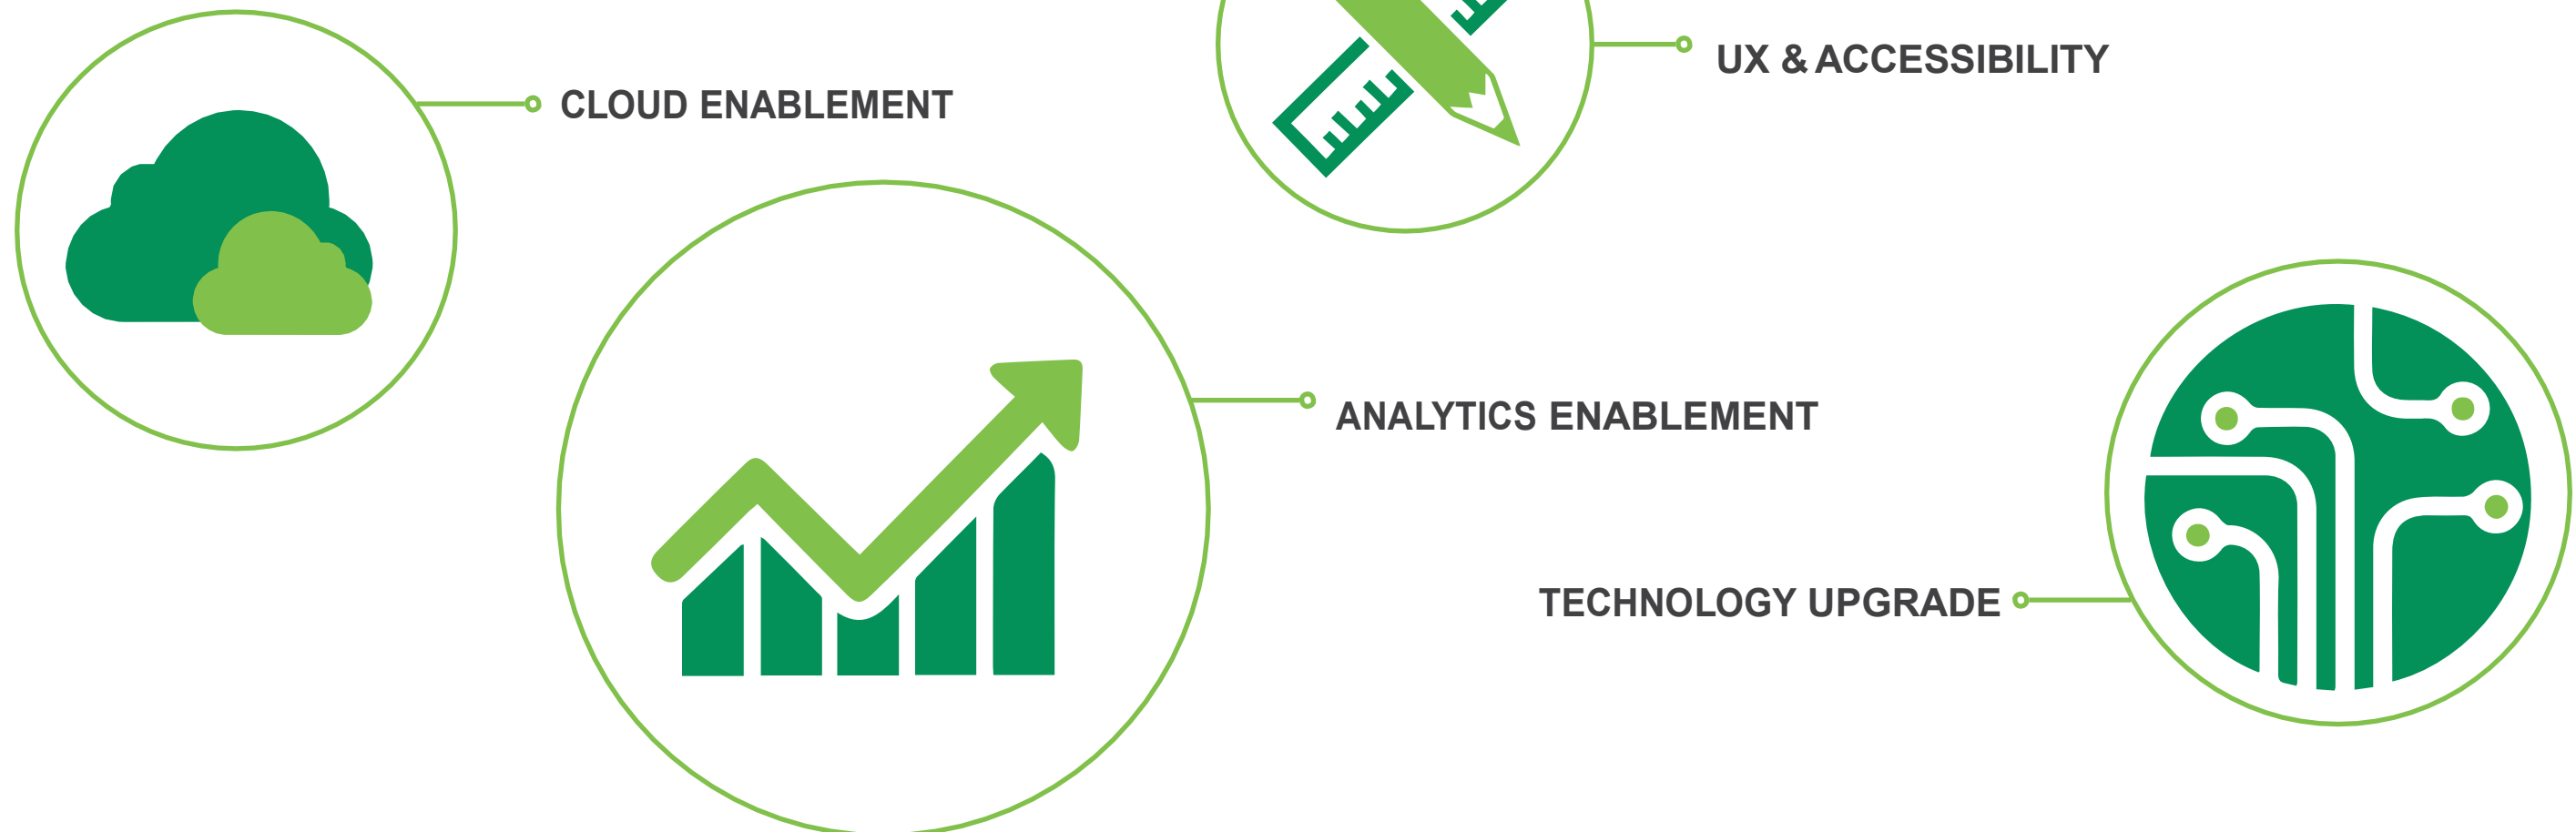 UX & ACCESSIBILITY
CLOUD ENABLEMENT
ANALYTICS ENABLEMENT
TECHNOLOGY UPGRADE